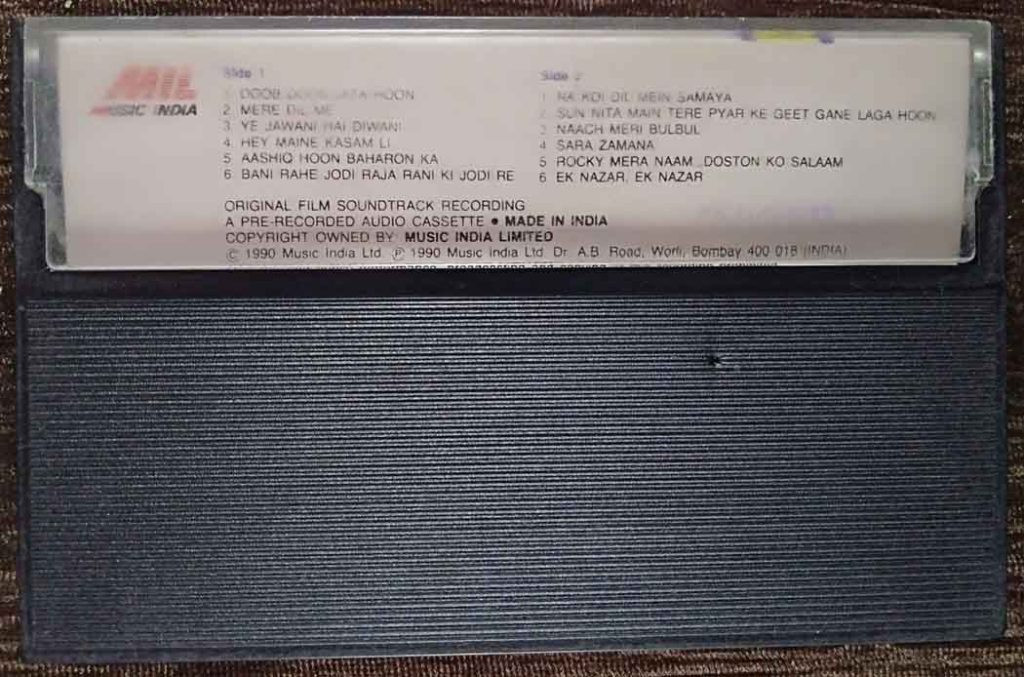 MIL
MUSIC INDIA
Side 1
1 DOOB DOOB JATA HOON
2 MERE DIL ME
3 YE JAWANI HAI DIWANI
4 HEY MAINE KASAM LI
5 AASHIQ HOON BAHARON KA
6 BANI RAHE JODI RAJA RANI KI JODI RE
Side 2
1 NA KOI DIL MEIN SAMAYA
2 SUN NITA MAIN TERE PYAR KE GEET GANE LAGA HOON
3 NAACH MERI BULBUL
4 SARA ZAMANA
5 ROCKY MERA NAAM DOSTON KO SALAAM
6 EK NAZAR, EK NAZAR
ORIGINAL FILM SOUNDTRACK RECORDING
A PRE-RECORDED AUDIO CASSETTE • MADE IN INDIA
COPYRIGHT OWNED BY: MUSIC INDIA LIMITED
© 1990 Music India Ltd. ℗ 1990 Music India Ltd. Dr. A.B. Road, Worli, Bombay 400 018 (INDIA)